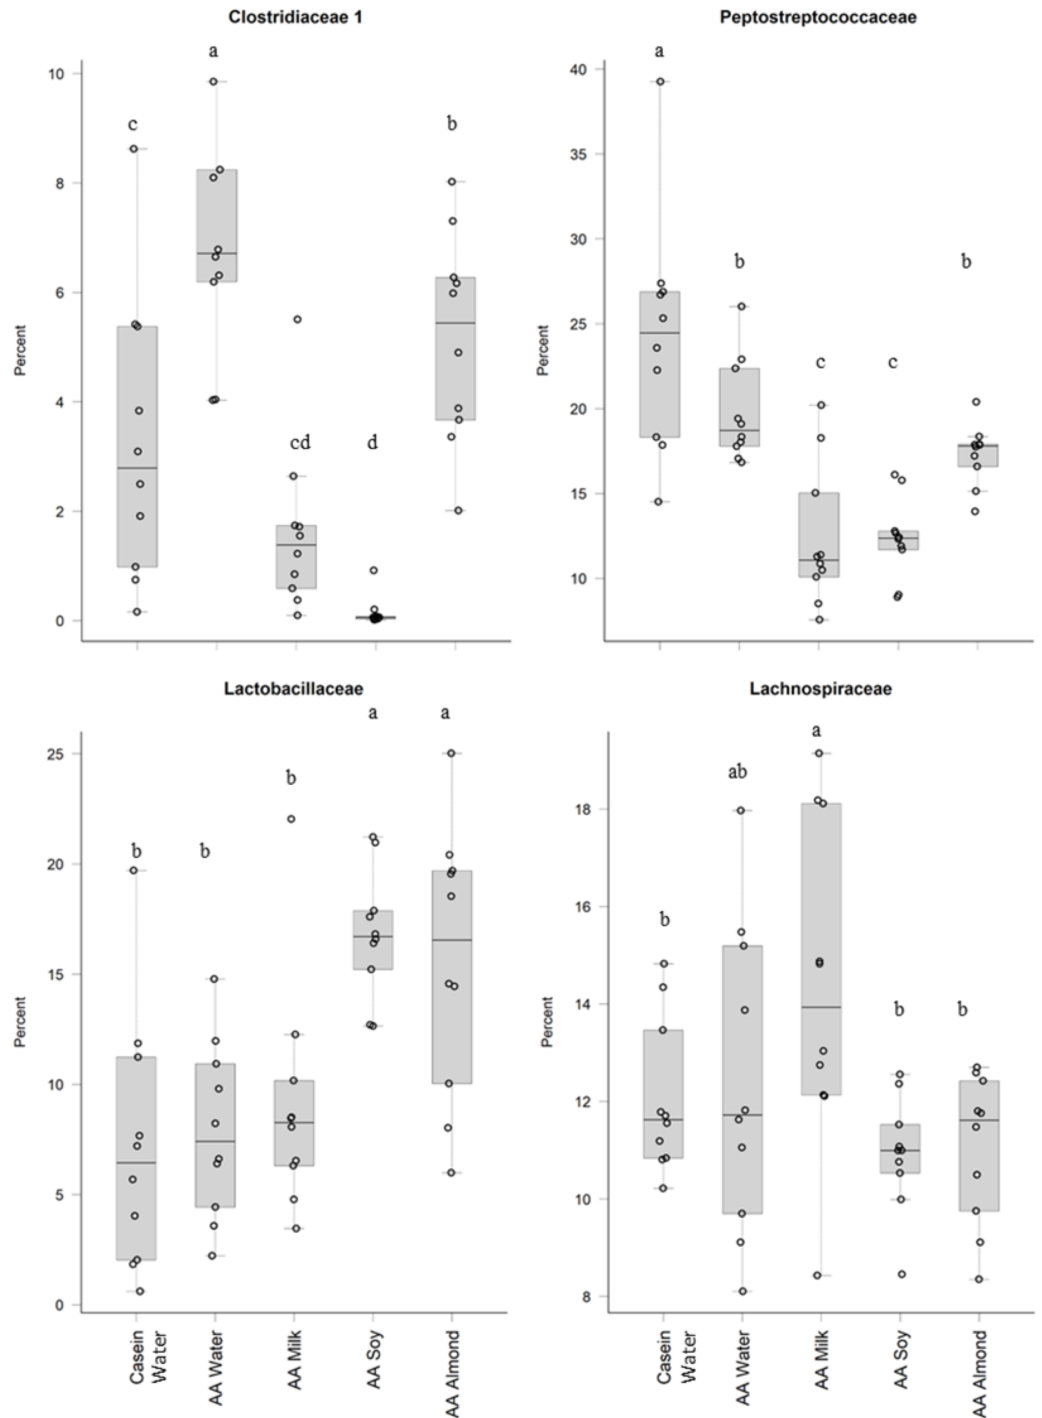 Clostridiaceae 1
Peptostreptococcaceae
a
a
10
40
c
b
35
8
30
b
b
6
25
Percent
Percent
c
c
4
20
cd
d
2
15
0
10
Lactobacillaceae
Lachnospiraceae
a
a
a
25
b
ab
18
b
b
20
16
b
15
14
b
b
Percent
Percent
10
12
5
10
0
8
Casein Water
AA Water
AA Milk
AA Soy
AA Almond
Casein Water
AA Water
AA Milk
AA Soy
AA Almond